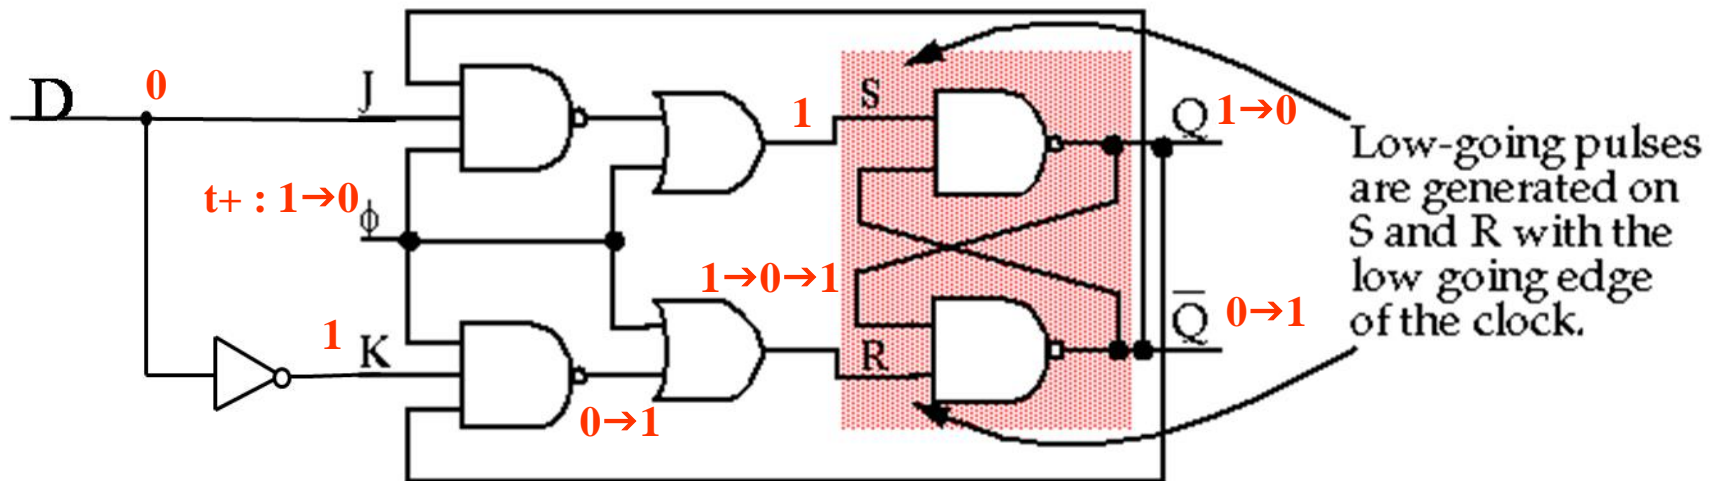 D
0
J
t+ : 1→0
ϕ
1
K
0→1
1
S
1→0→1
R
Q
1→0
Q̅
0→1
Low-going pulses
are generated on
S and R with the
low going edge
of the clock.